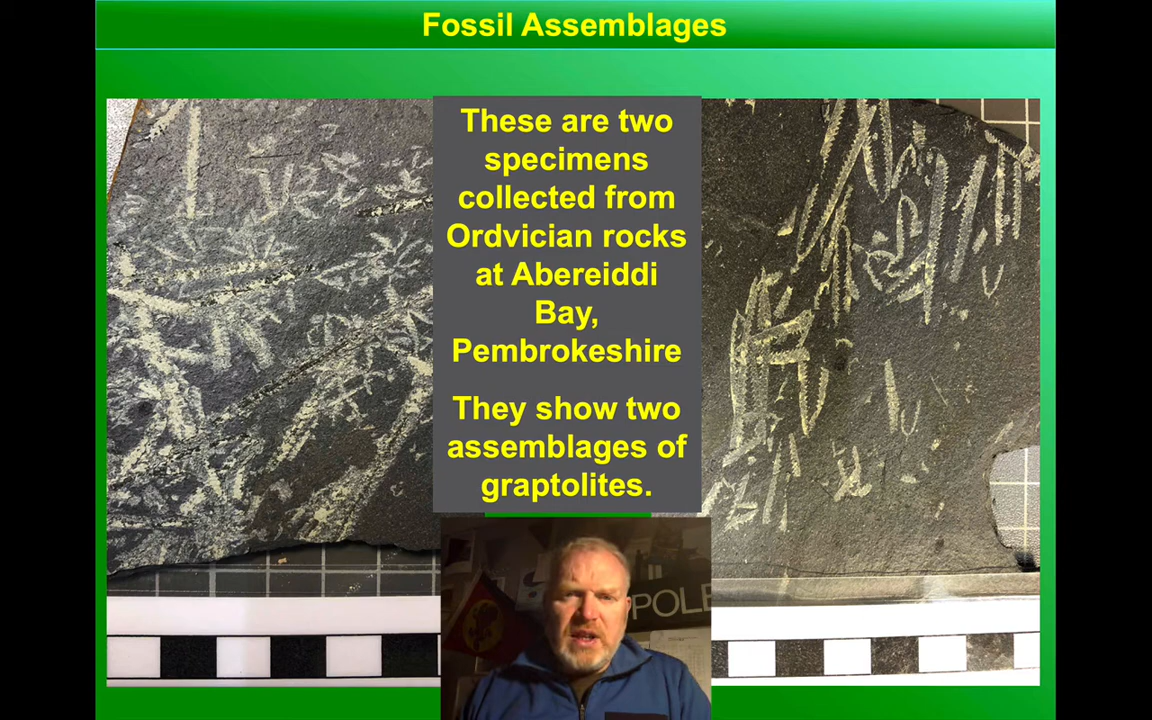 Fossil Assemblages
These are two
specimens
collected from
Ordvician rocks
at Abereiddi
Bay,
Pembrokeshire
They show two
assemblages of
graptolites.
POLE